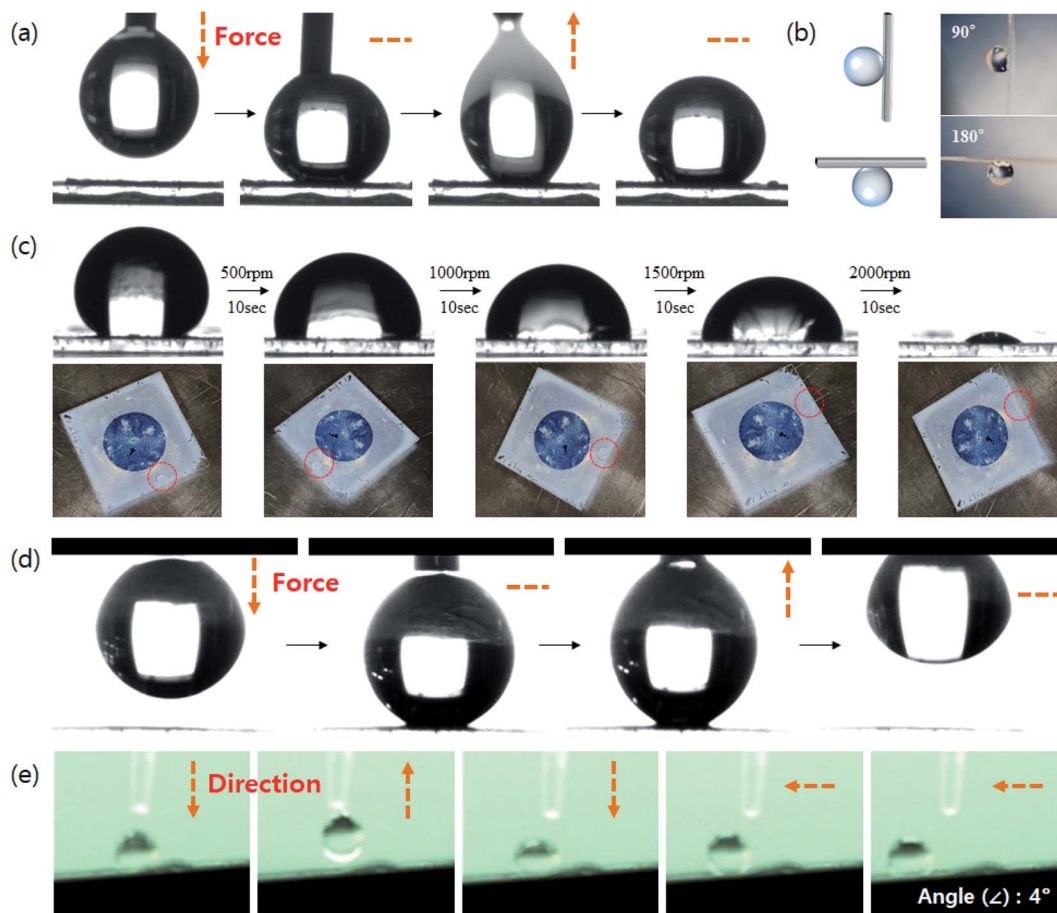 (a)
Force
(b)
90°
180°
(c)
500rpm
10sec
1000rpm
10sec
1500rpm
10sec
2000rpm
10sec
(d)
Force
(e)
Direction
Angle (∠) : 4°